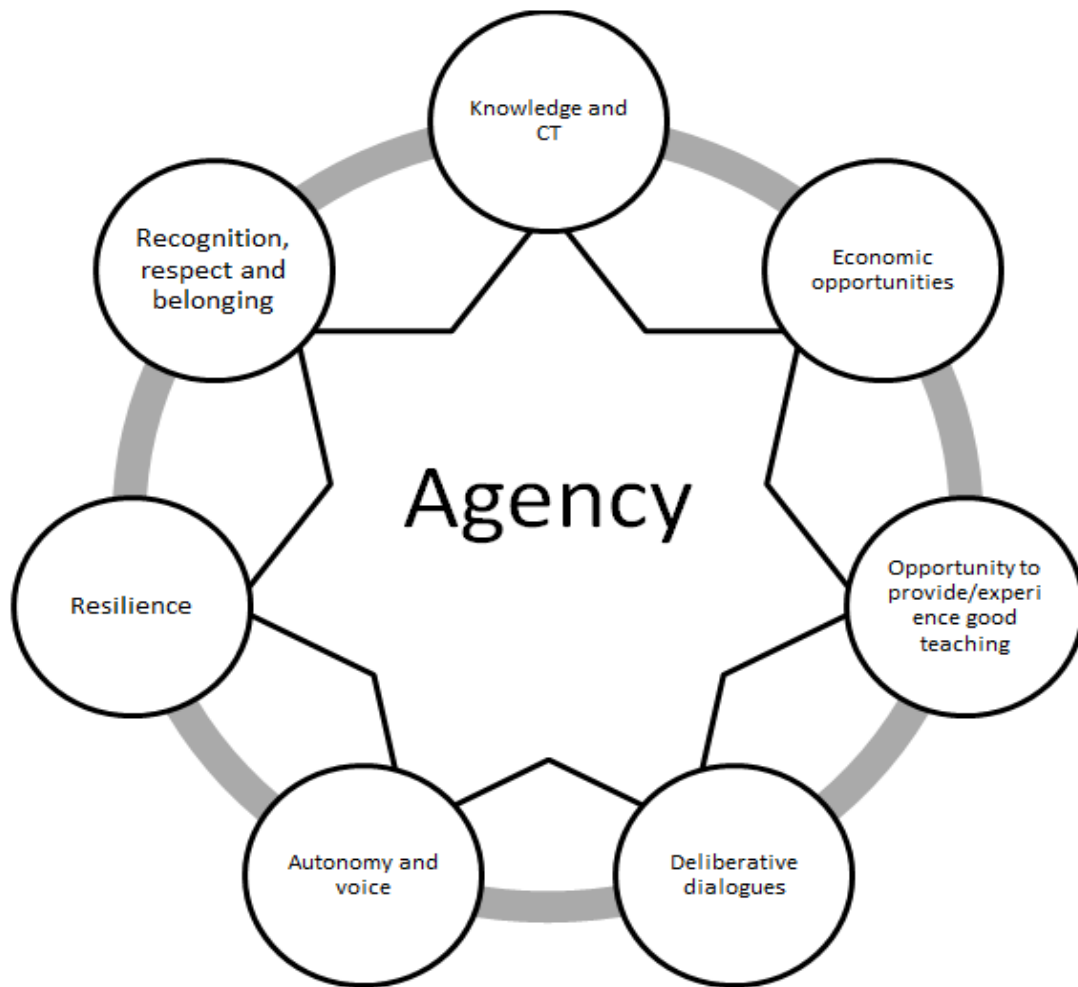 Knowledge and
CT
Economic
opportunities
Opportunity to
provide/experi
ence good
teaching
Deliberative
dialogues
Autonomy and
voice
Resilience
Recognition,
respect and
belonging
Agency